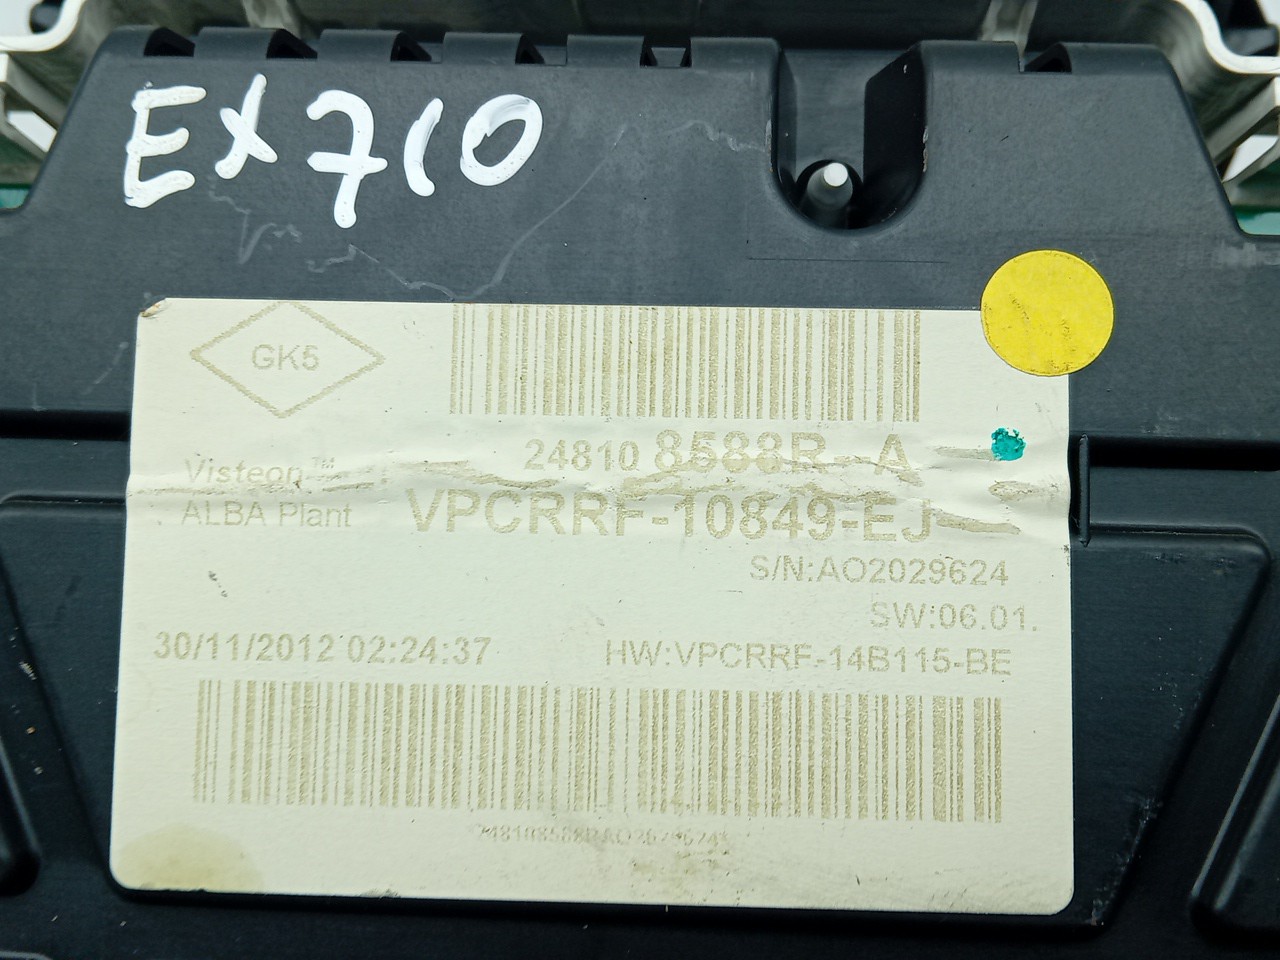 EX710
GK5
24810 8588R-A
Visteon™
ALBA Plant
VPCRRF-10849-EJ
S/N:AO2029624
SW:06.01.
30/11/2012 02:24:37
HW:VPCRRF-14B115-BE